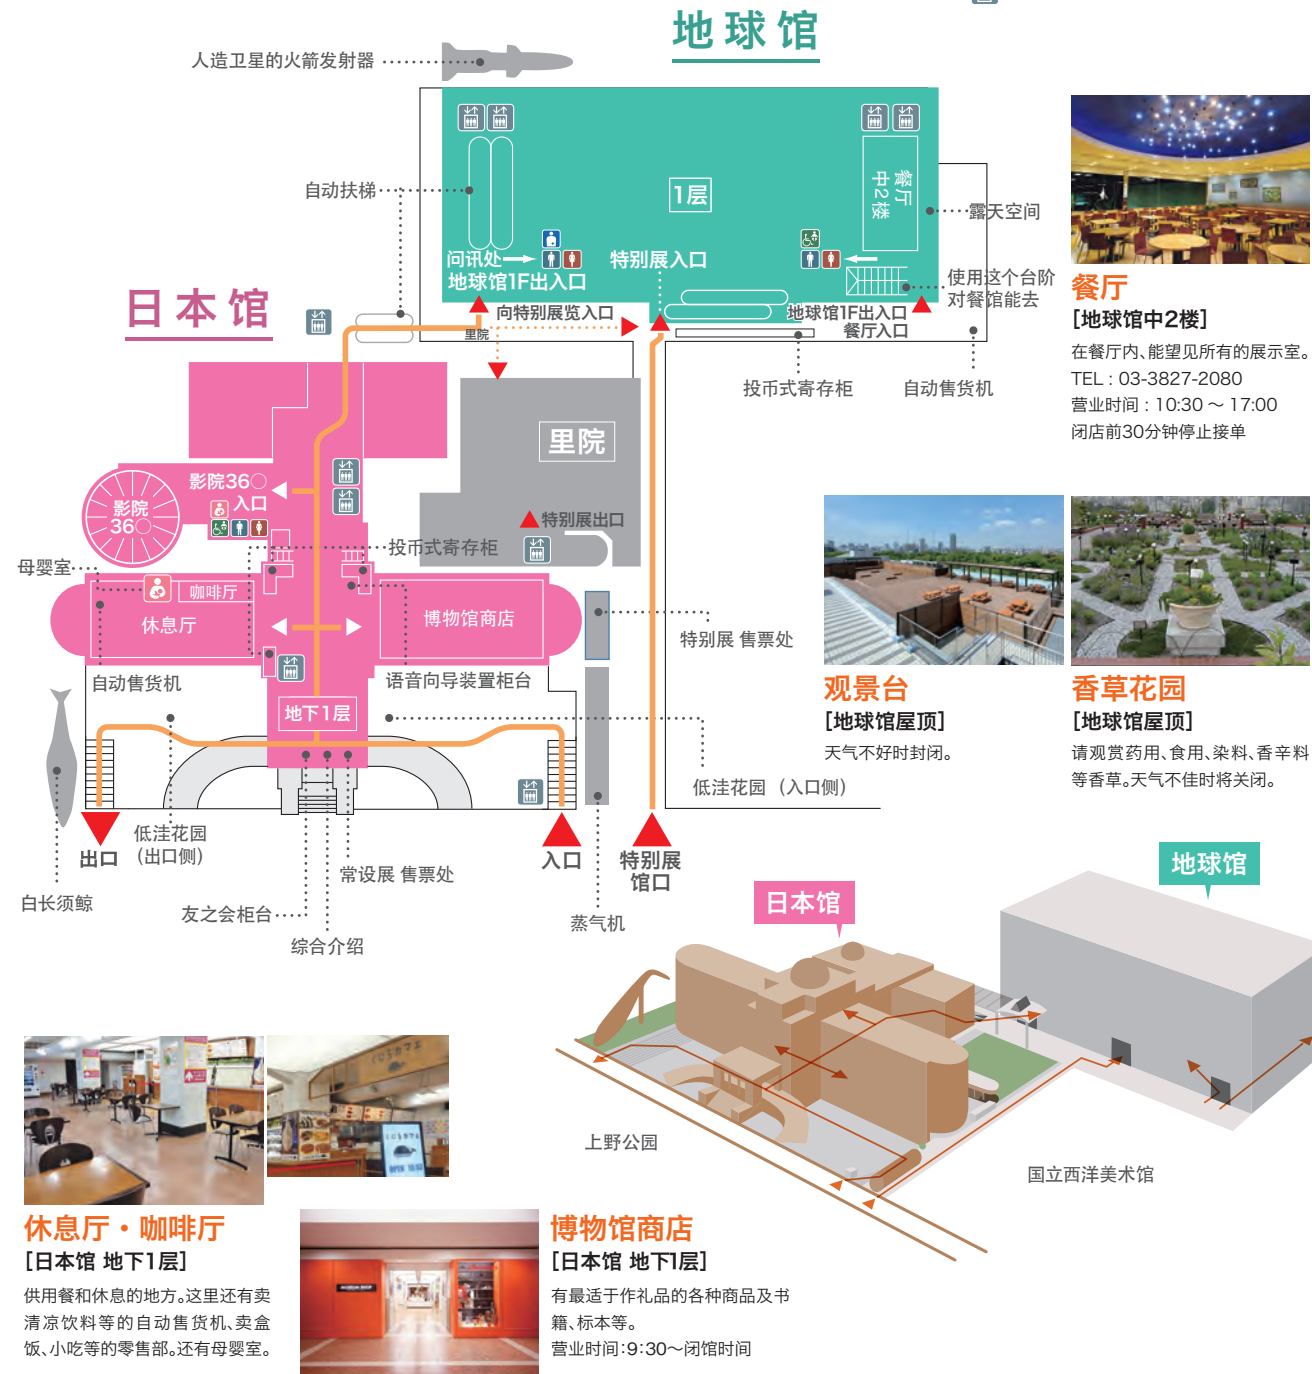 地球馆
人造卫星的火箭发射器
自动扶梯
1层
餐厅
中2楼
露天空间
问讯处
地球馆1F出入口
特别展入口
使用这个台阶
对餐馆能去
向特别展览入口
里院
地球馆1F出入口
餐厅入口
投币式寄存柜
自动售货机
日本馆
里院
影院36○
入口
影院
36○
特别展出口
投币式寄存柜
母婴室
咖啡厅
休息厅
博物馆商店
特别展 售票处
自动售货机
语音向导装置柜台
地下1层
低洼花园（入口侧）
低洼花园
（出口侧）
出口
入口
特别展
馆口
常设展 售票处
白长须鲸
友之会柜台
综合介绍
蒸气机
餐厅
[地球馆中2楼]
在餐厅内、能望见所有的展示室。
TEL : 03-3827-2080
营业时间 : 10:30 ～ 17:00
闭店前30分钟停止接单
观景台
[地球馆屋顶]
天气不好时封闭。
香草花园
[地球馆屋顶]
请观赏药用、食用、染料、香辛料
等香草。天气不佳时将关闭。
日本馆
地球馆
上野公园
国立西洋美术馆
休息厅・咖啡厅
[日本馆 地下1层]
供用餐和休息的地方。这里还有卖
清凉饮料等的自动售货机、卖盒
饭、小吃等的零售部。还有母婴室。
博物馆商店
[日本馆 地下1层]
有最适于作礼品的各种商品及书
籍、标本等。
营业时间：9:30～闭馆时间